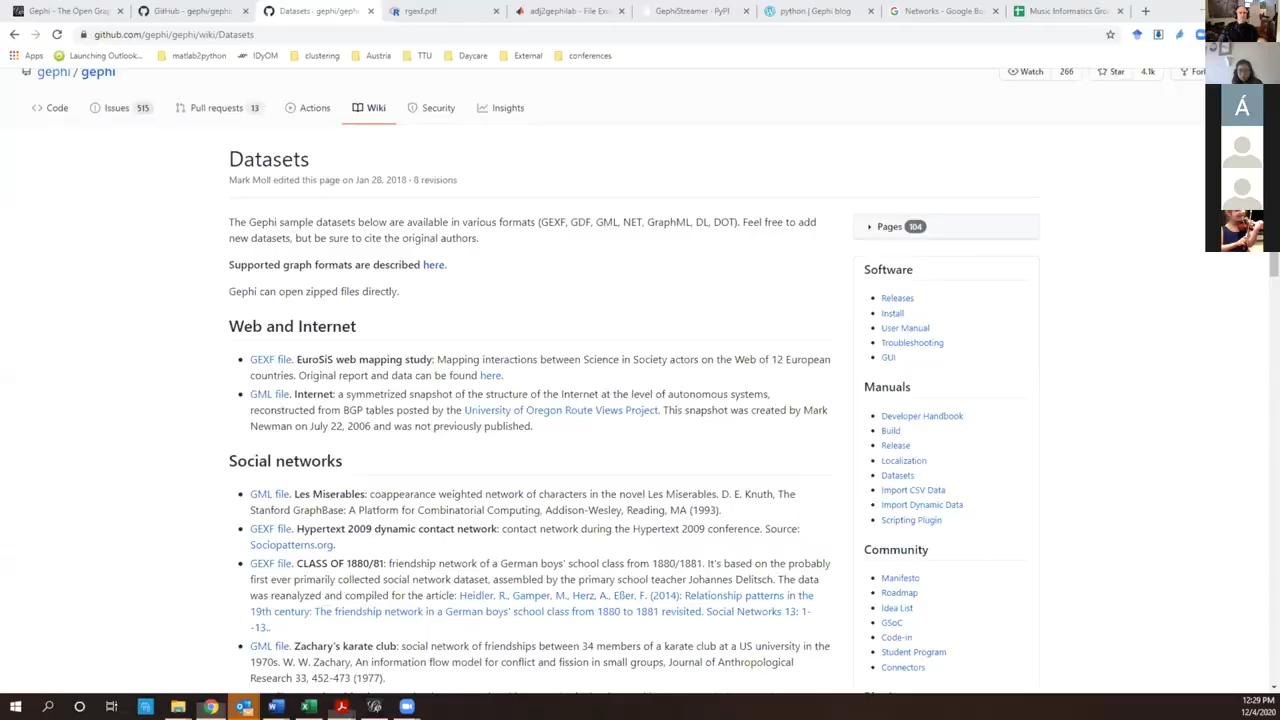 Gephi - The Open Graph Viz
GitHub - gephi/gephi
Datasets · gephi/gephi
rgexf.pdf
adj2gephilab - File Exc
GephiStreamer · PyPI
python | Gephi blog
Networks - Google Bo
Music Informatics Gro
github.com/gephi/gephi/wiki/Datasets
Apps
Launching Outlook...
matlab2python
IDyOM
clustering
Austria
TTU
Daycare
External
conferences
gephi / gephi
Watch 266
Star 4.1k
Fork
Code
Issues 515
Pull requests 13
Actions
Wiki
Security
Insights
Datasets
Mark Moll edited this page on Jan 28, 2018 · 8 revisions
The Gephi sample datasets below are available in various formats (GEXF, GDF, GML, NET, GraphML, DL, DOT). Feel free to add
new datasets, but be sure to cite the original authors.
Supported graph formats are described here.
Gephi can open zipped files directly.
Web and Internet
GEXF file. EuroSiS web mapping study: Mapping interactions between Science in Society actors on the Web of 12 European
countries. Original report and data can be found here.
GML file. Internet: a symmetrized snapshot of the structure of the Internet at the level of autonomous systems,
reconstructed from BGP tables posted by the University of Oregon Route Views Project. This snapshot was created by Mark
Newman on July 22, 2006 and was not previously published.
Social networks
GML file. Les Miserables: coappearance weighted network of characters in the novel Les Miserables. D. E. Knuth, The
Stanford GraphBase: A Platform for Combinatorial Computing, Addison-Wesley, Reading, MA (1993).
GEXF file. Hypertext 2009 dynamic contact network: contact network during the Hypertext 2009 conference. Source:
Sociopatterns.org.
GEXF file. CLASS OF 1880/81: friendship network of a German boys' school class from 1880/1881. It's based on the probably
first ever primarily collected social network dataset, assembled by the primary school teacher Johannes Delitsch. The data
was reanalyzed and compiled for the article: Heidler, R., Gamper, M., Herz, A., Eßer, F. (2014): Relationship patterns in the
19th century: The friendship network in a German boys' school class from 1880 to 1881 revisited. Social Networks 13: 1-
-13..
GML file. Zachary's karate club: social network of friendships between 34 members of a karate club at a US university in the
1970s. W. W. Zachary, An information flow model for conflict and fission in small groups, Journal of Anthropological
Research 33, 452-473 (1977).
Pages 104
Software
Releases
Install
User Manual
Troubleshooting
GUI
Manuals
Developer Handbook
Build
Release
Localization
Datasets
Import CSV Data
Import Dynamic Data
Scripting Plugin
Community
Manifesto
Roadmap
Idea List
GSoC
Code-in
Student Program
Connectors
Á
12:29 PM
12/4/2020